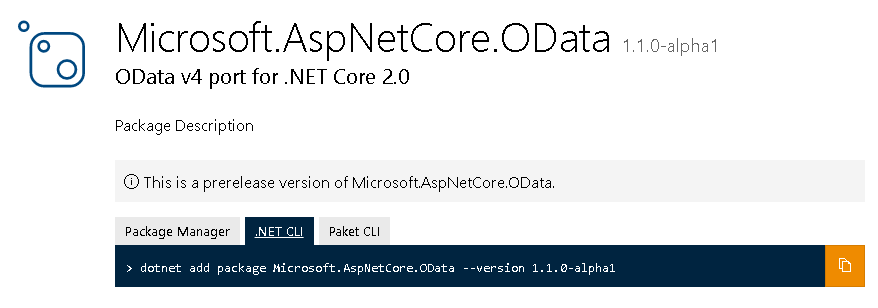 Microsoft.AspNetCore.OData 1.1.0-alpha1
OData v4 port for .NET Core 2.0
Package Description
This is a prerelease version of Microsoft.AspNetCore.OData.
Package Manager .NET CLI Paket CLI
> dotnet add package Microsoft.AspNetCore.OData --version 1.1.0-alpha1